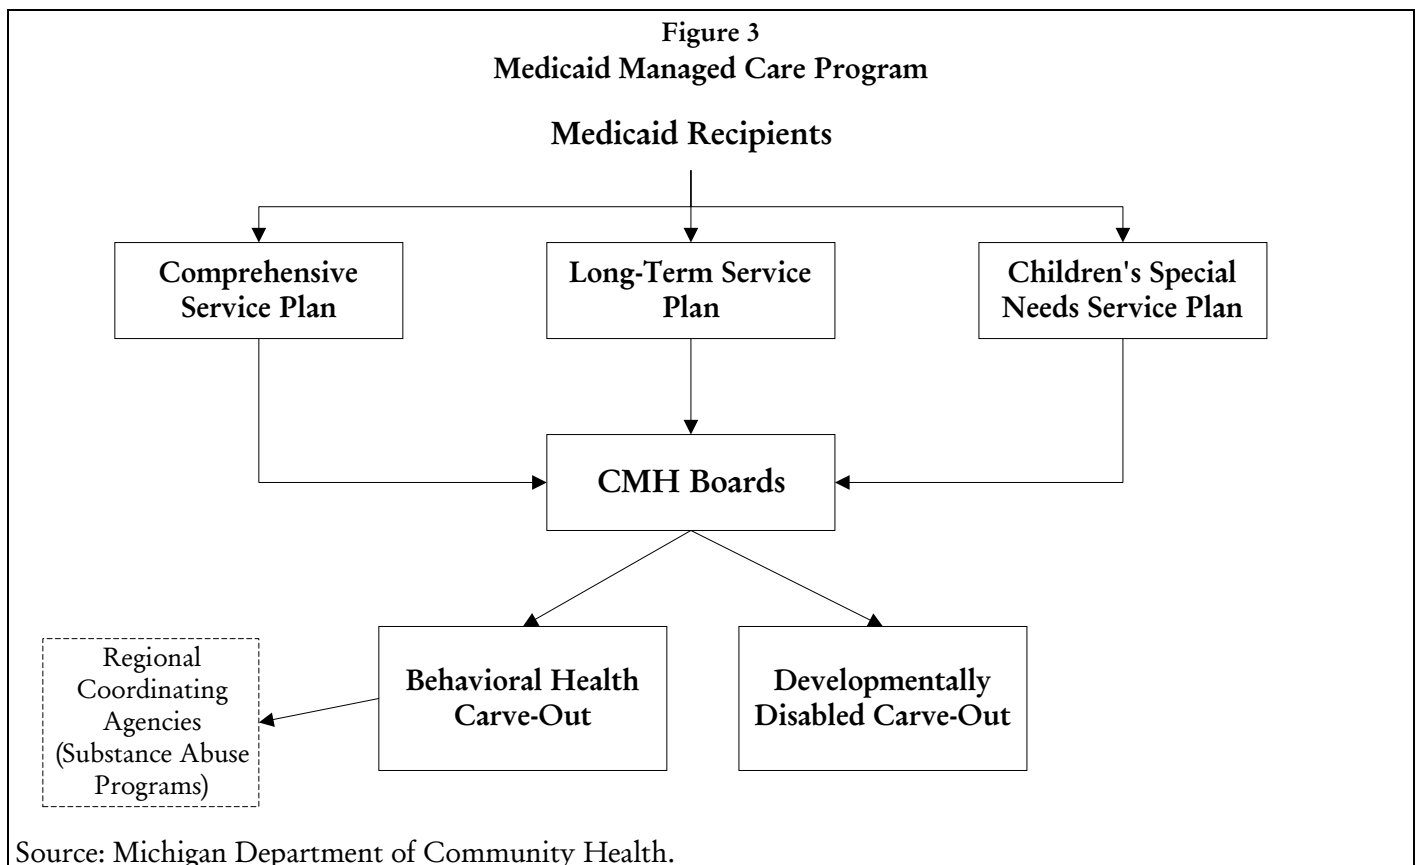 Figure 3
Medicaid Managed Care Program
Medicaid Recipients
Comprehensive
Service Plan
Long-Term Service
Plan
Children's Special
Needs Service Plan
CMH Boards
Regional
Coordinating
Agencies
(Substance Abuse
Programs)
Behavioral Health
Carve-Out
Developmentally
Disabled Carve-Out
Source: Michigan Department of Community Health.